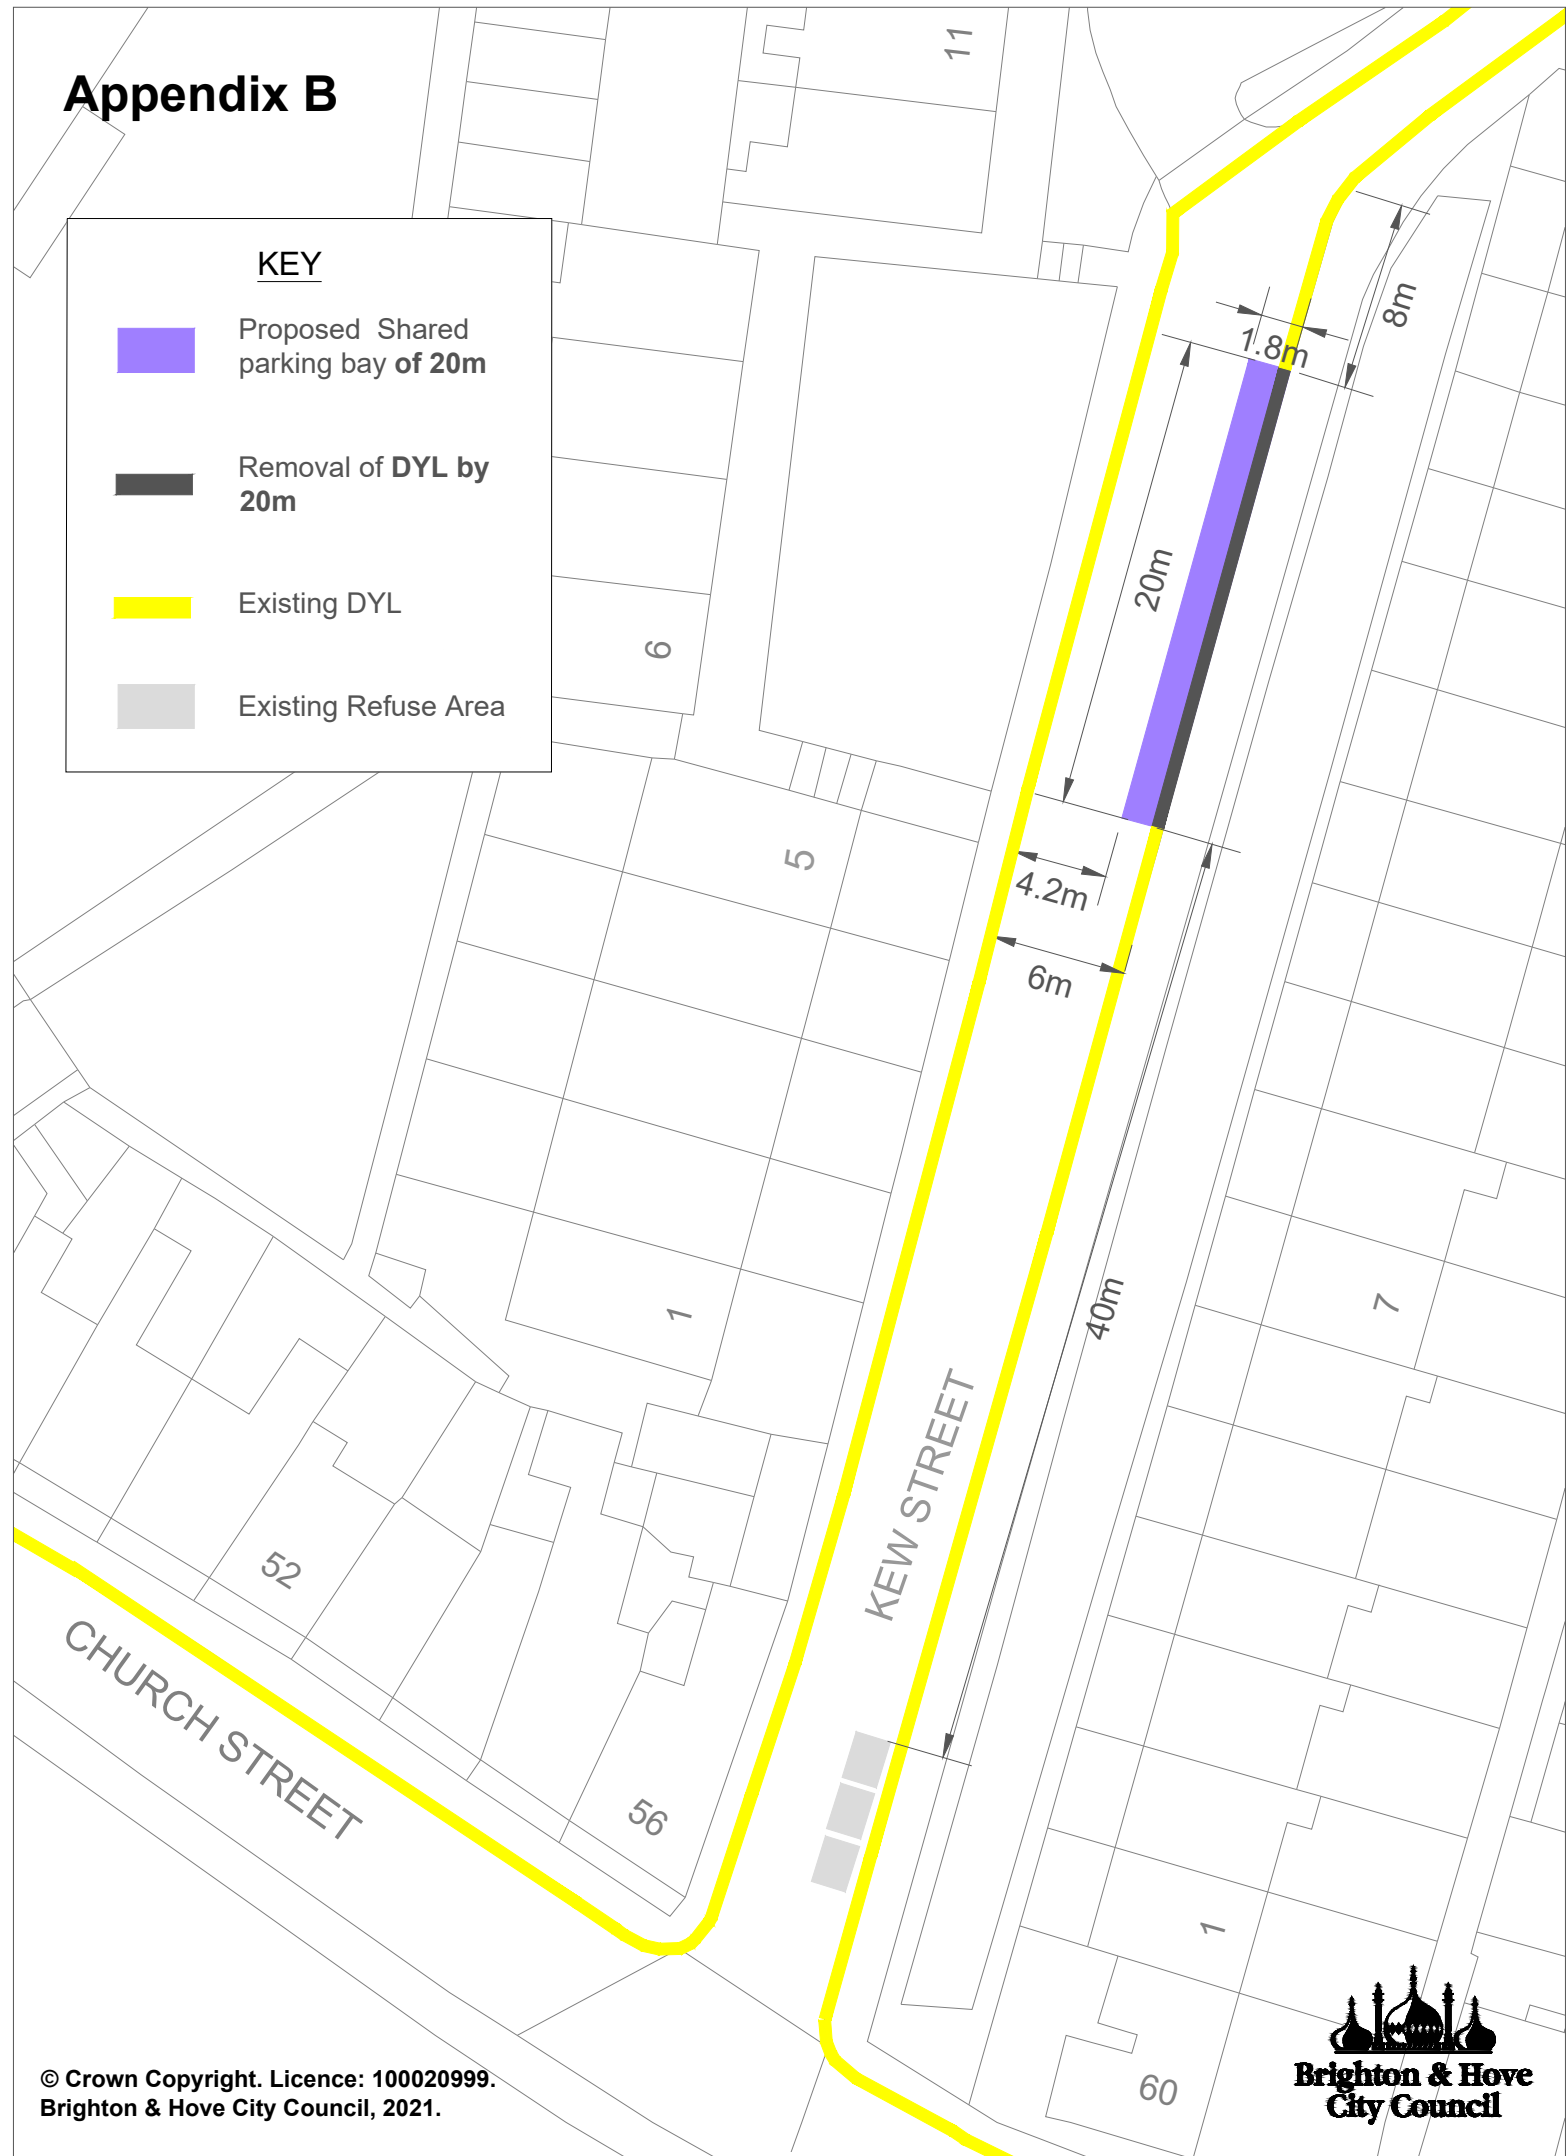 Appendix B
KEY
Proposed Shared
parking bay of 20m
Removal of DYL by
20m
Existing DYL
Existing Refuse Area
11
8m
1.8m
20m
6
5
4.2m
6m
40m
7
1
KEW STREET
52
CHURCH STREET
56
1
60
© Crown Copyright. Licence: 100020999.
Brighton & Hove City Council, 2021.
Brighton & Hove
City Council